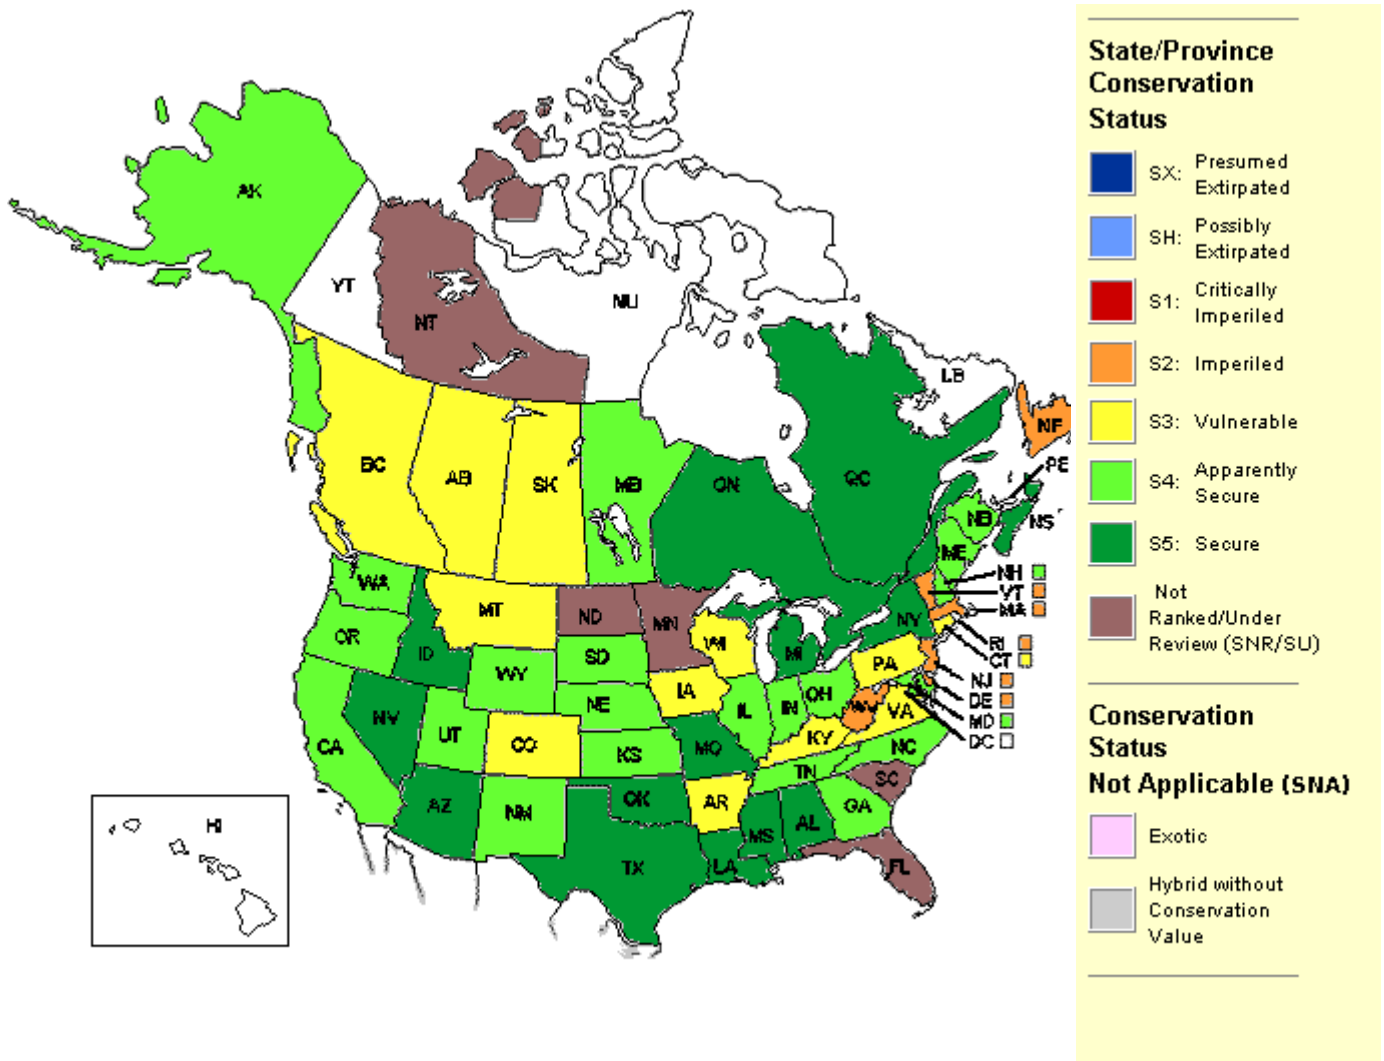 State/Province
Conservation
Status
SX: Presumed
Extirpated
SH: Possibly
Extirpated
S1: Critically
Imperiled
S2: Imperiled
S3: Vulnerable
S4: Apparently
Secure
S5: Secure
Not
Ranked/Under
Review (SNR/SU)
Conservation
Status
Not Applicable (SNA)
Exotic
Hybrid without
Conservation
Value
AK
YT
NT
NU
LB
NF
PE
BC
AB
SK
MB
ON
QC
NB
NS
ME
NH
VT
MA
WA
MT
ND
MN
NY
OR
ID
WY
SD
WI
MI
PA
RI
CT
NJ
DE
MD
DC
IA
NE
IL
IN
OH
WV
VA
NV
UT
CO
KS
MO
KY
CA
NC
TN
AZ
NM
OK
AR
SC
MS
AL
GA
TX
LA
FL
HI